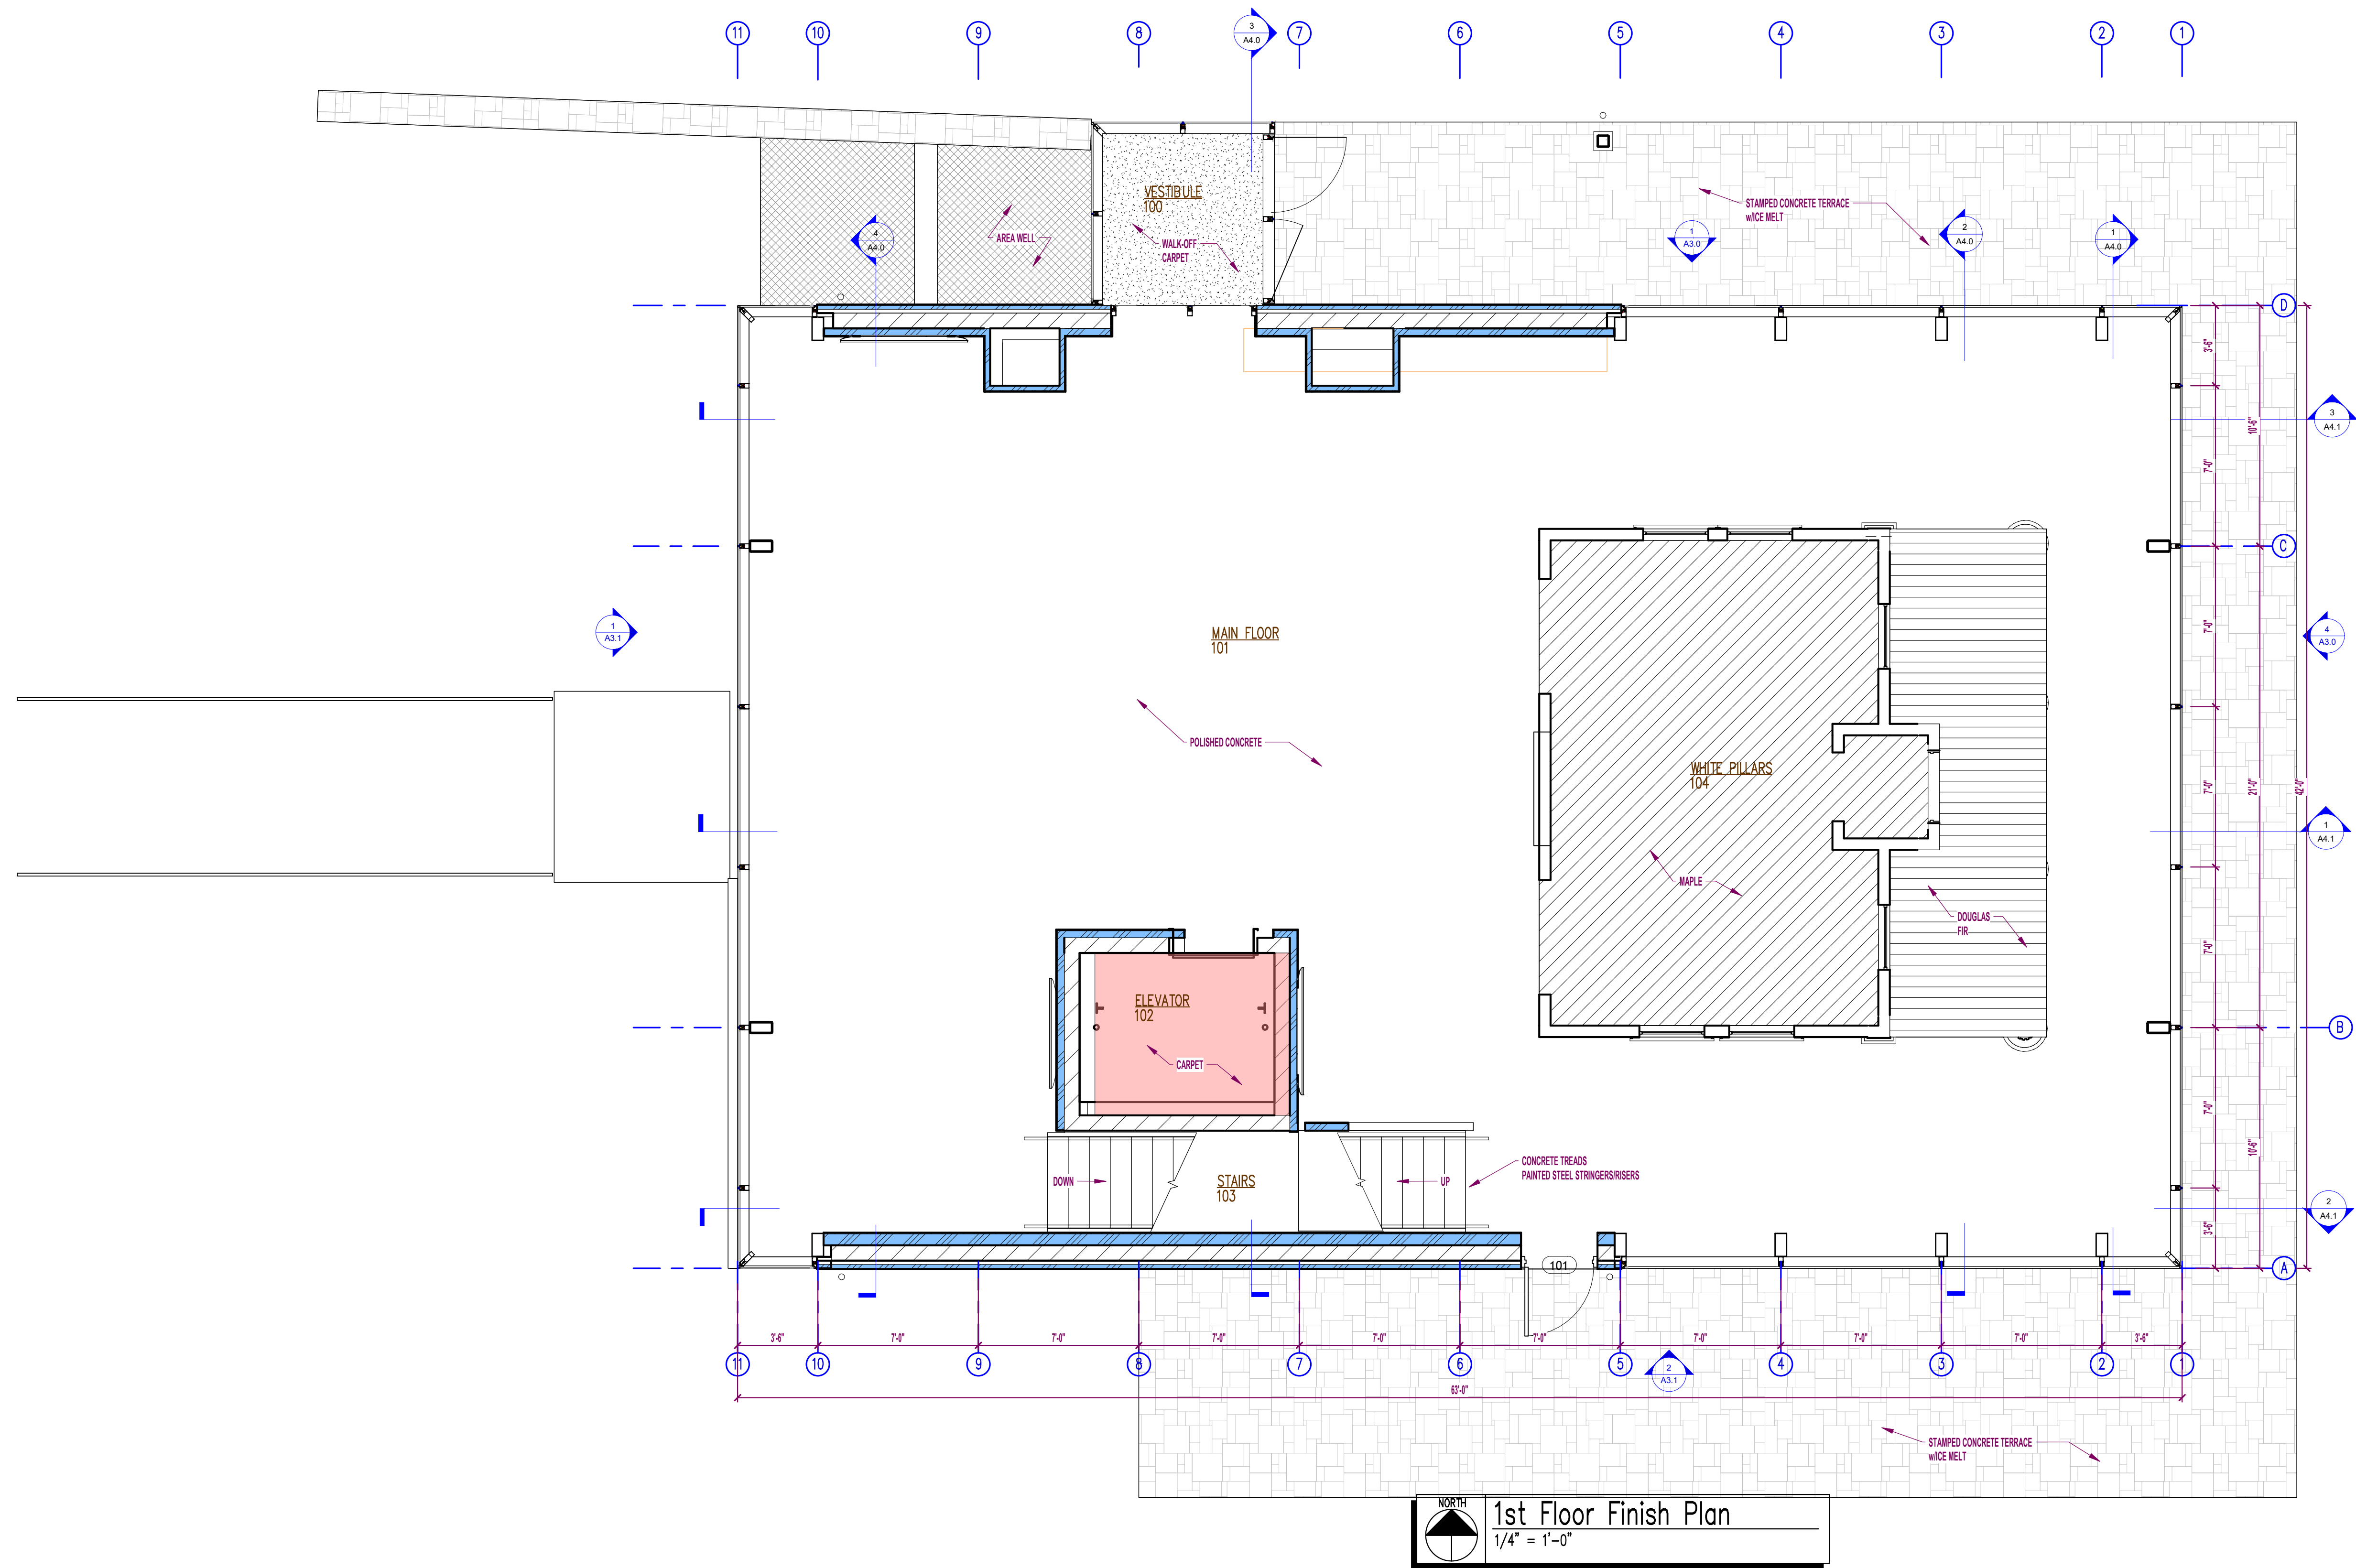 11 10 9 8 7 6 5 4 3 2 1
3
A4.0
VESTIBULE
100
STAMPED CONCRETE TERRACE
w/ICE MELT
AREA WELL
WALK-OFF
CARPET
4
A4.0
1
A3.0
2
A4.0
1
A4.0
D
3'-6"
10'-6"
3
A4.1
7'-0"
C
MAIN FLOOR
101
1
A3.1
7'-0"
4
A3.0
POLISHED CONCRETE
WHITE PILLARS
104
7'-0"
21'-0"
42'-0"
1
A4.1
MAPLE
DOUGLAS
FIR
7'-0"
ELEVATOR
102
B
CARPET
7'-0"
10'-6"
CONCRETE TREADS
PAINTED STEEL STRINGERS/RISERS
DOWN
STAIRS
103
UP
2
A4.1
3'-6"
101
A
3'-6" 7'-0" 7'-0" 7'-0" 7'-0" 7'-0" 7'-0" 7'-0" 7'-0" 3'-6"
11 10 9 8 7 6 5 4 3 2 1
2
A3.1
63'-0"
STAMPED CONCRETE TERRACE
w/ICE MELT
NORTH
1st Floor Finish Plan
1/4" = 1'-0"